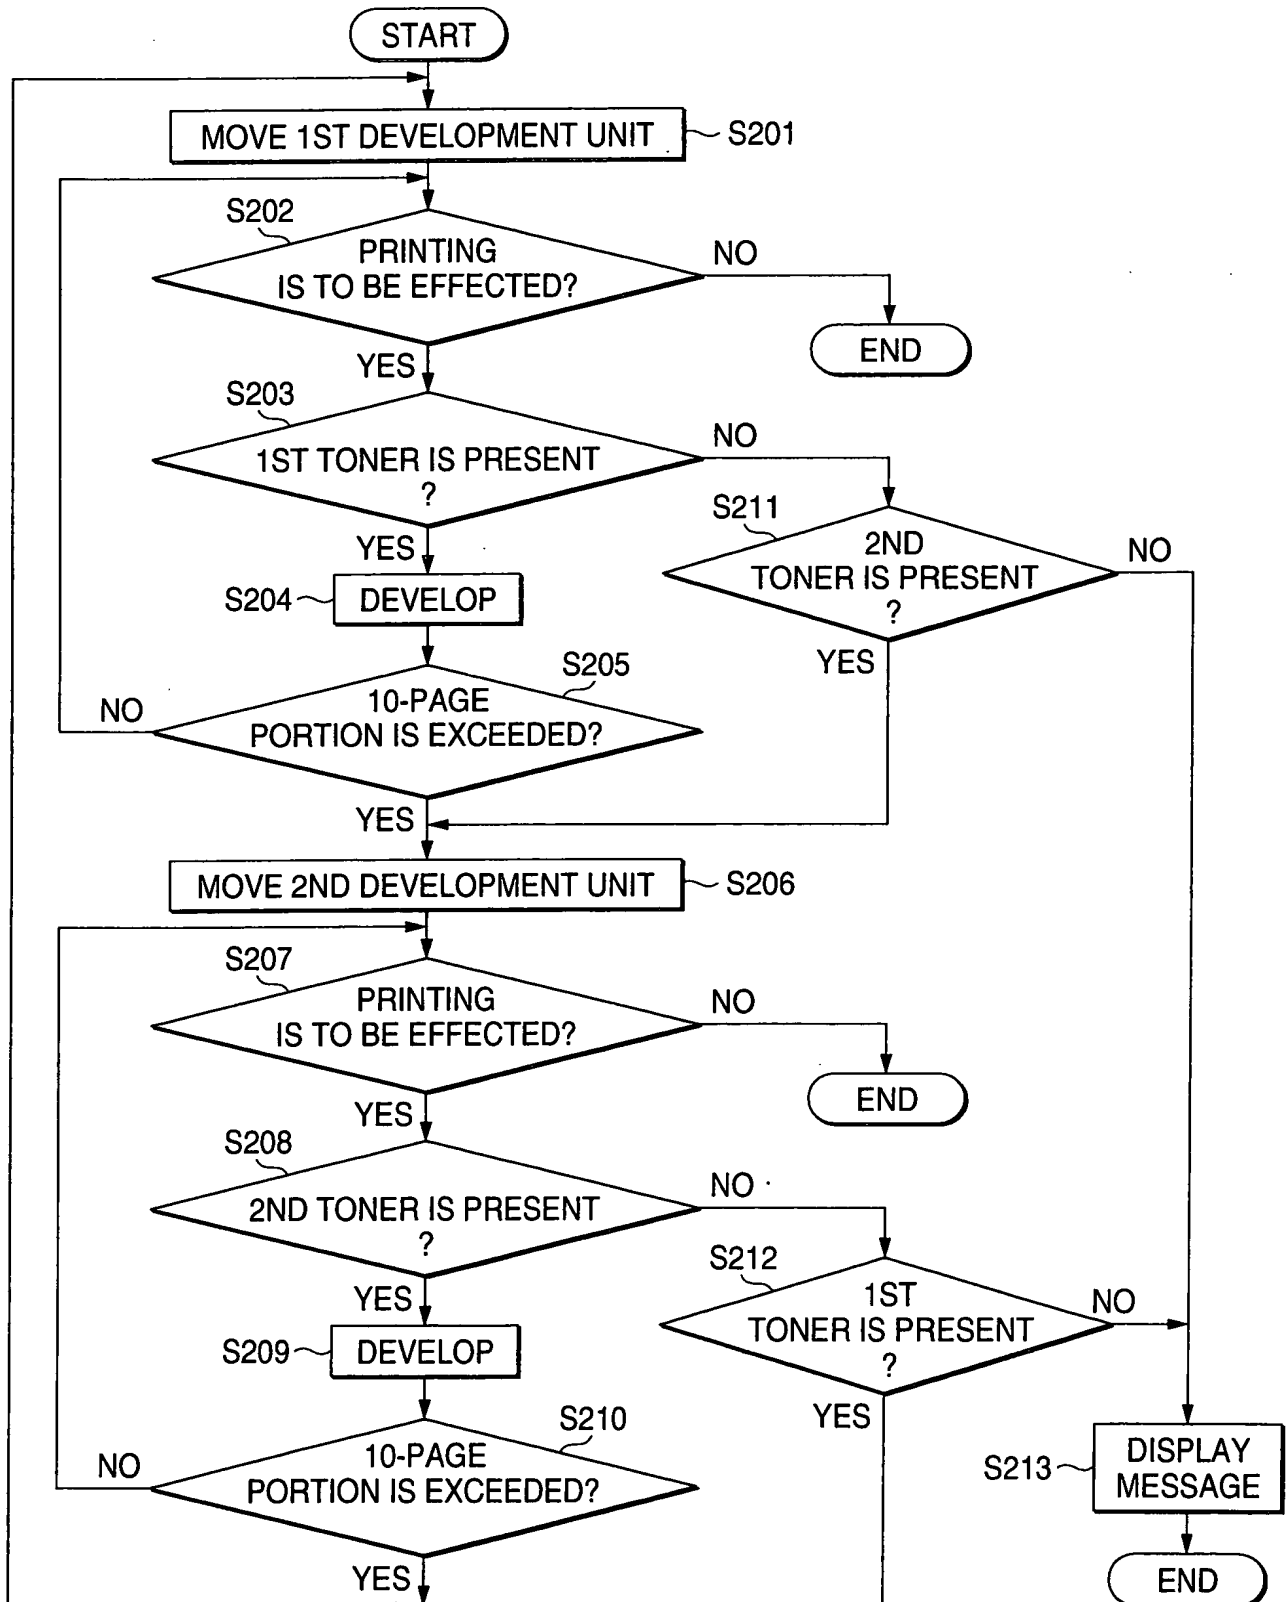 START
MOVE 1ST DEVELOPMENT UNIT
S201
S202
PRINTING
IS TO BE EFFECTED?
NO
END
YES
S203
1ST TONER IS PRESENT
?
NO
YES
S211
2ND
TONER IS PRESENT
?
NO
YES
S204
DEVELOP
S205
10-PAGE
PORTION IS EXCEEDED?
NO
YES
MOVE 2ND DEVELOPMENT UNIT
S206
S207
PRINTING
IS TO BE EFFECTED?
NO
END
YES
S208
2ND TONER IS PRESENT
?
NO
YES
S212
1ST
TONER IS PRESENT
?
NO
YES
S209
DEVELOP
S210
10-PAGE
PORTION IS EXCEEDED?
NO
YES
S213
DISPLAY
MESSAGE
END